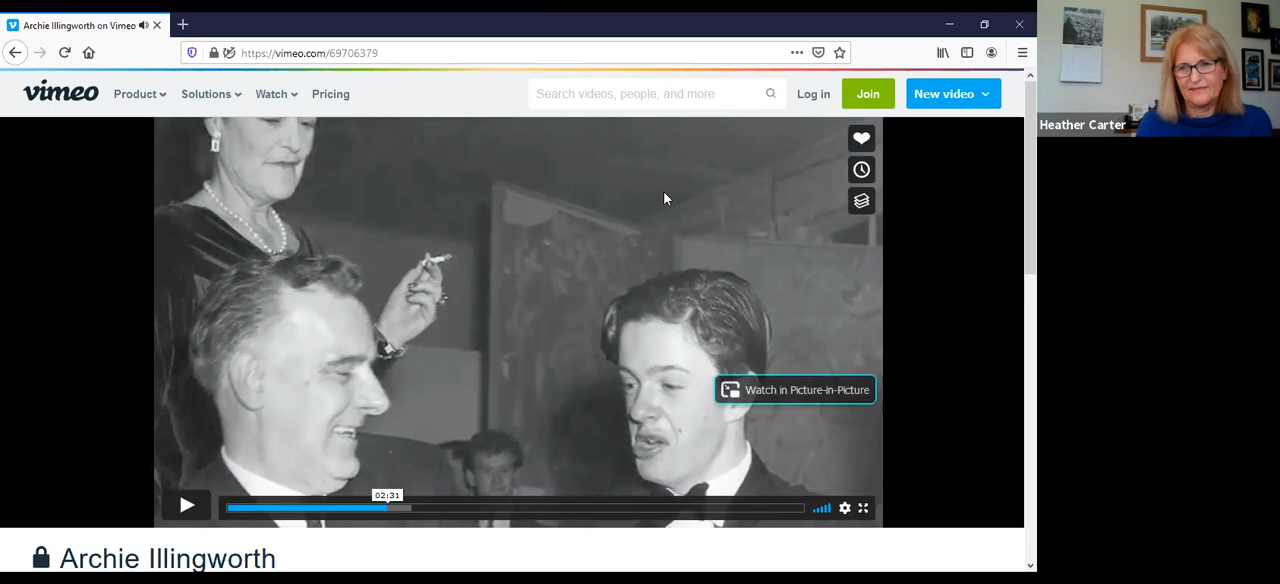 Archie Illingworth on Vimeo
https://vimeo.com/69706379
vimeo Product Solutions Watch Pricing Search videos, people, and more Log in Join New video
Heather Carter
Watch in Picture-in-Picture
02:31
Archie Illingworth